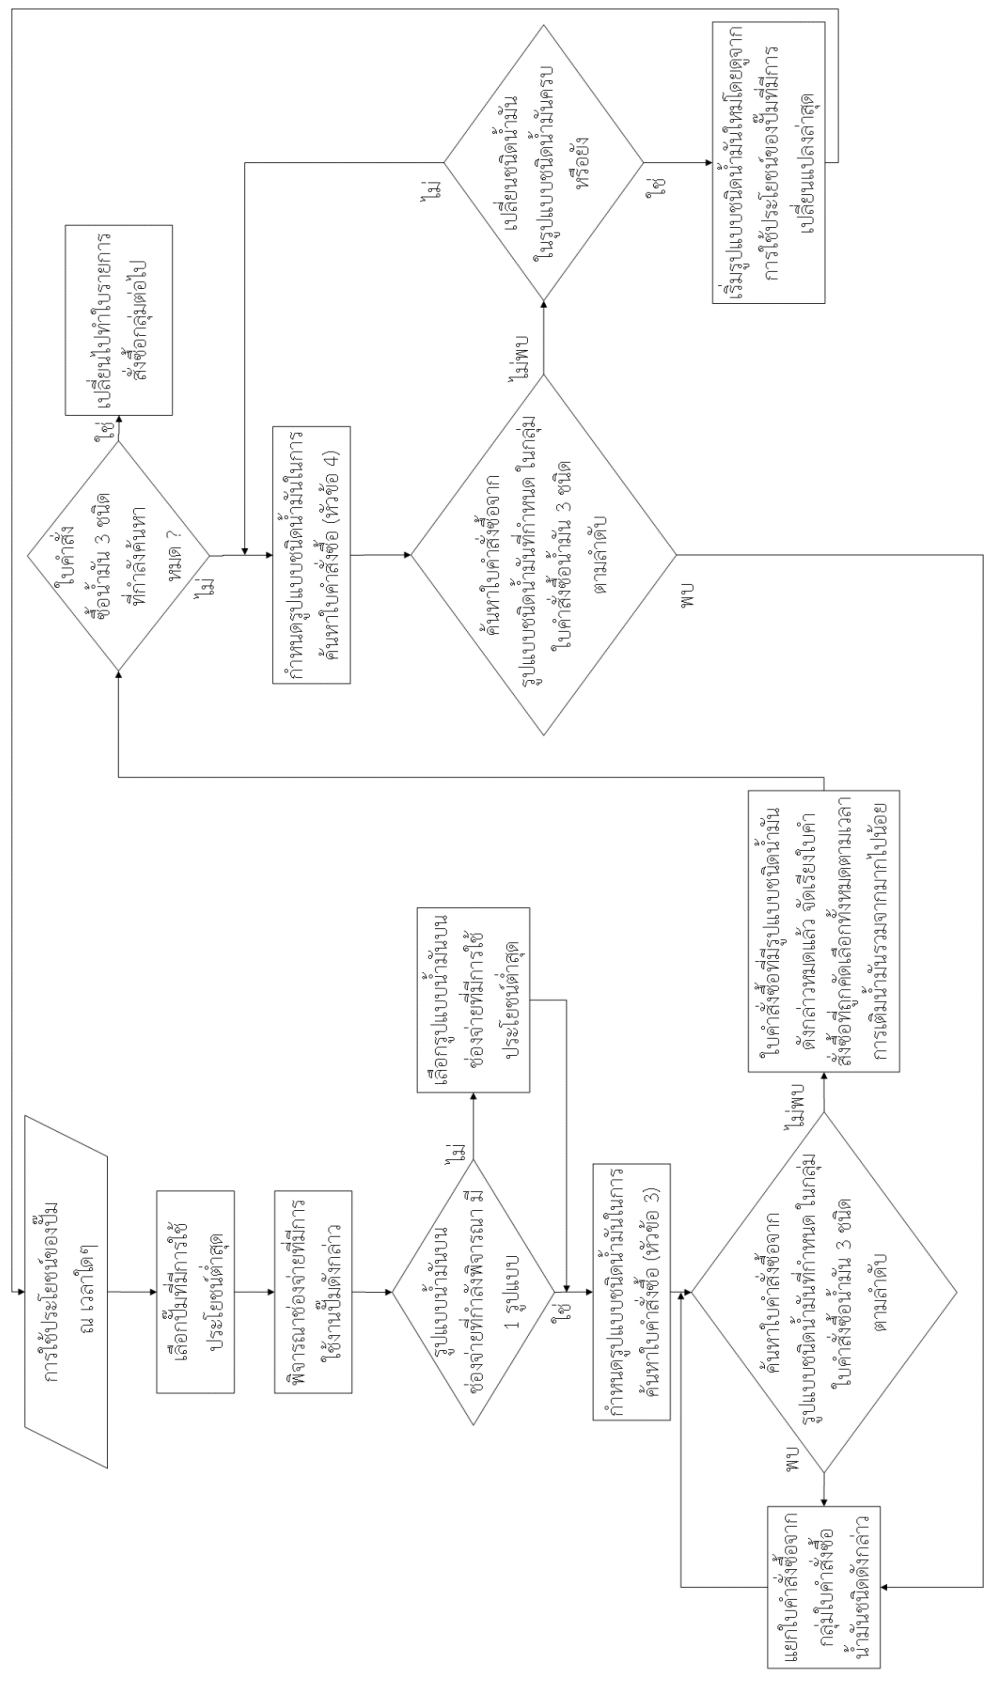 การใช้ประโยชน์ของปั๊ม
ณ เวลาใดๆ
เลือกปั๊มที่มีการใช้
ประโยชน์ต่ำสุด
พิจารณาช่องจ่ายที่มีการ
ใช้งานปั๊มดังกล่าว
รูปแบบน้ำมันบน
ช่องจ่ายที่กำลังพิจารณา มี
1 รูปแบบ
ไม่
เลือกรูปแบบน้ำมันบน
ช่องจ่ายที่มีการใช้
ประโยชน์ต่ำสุด
ใช่
กำหนดรูปแบบชนิดน้ำมันในการ
ค้นหาใบคำสั่งซื้อ (หัวข้อ 3)
ค้นหาใบคำสั่งซื้อจาก
รูปแบบชนิดน้ำมันที่กำหนด ในกลุ่ม
ใบคำสั่งซื้อน้ำมัน 3 ชนิด
ตามลำดับ
พบ
แยกใบคำสั่งซื้อจาก
กลุ่มใบคำสั่งซื้อ
น้ำมันชนิดดังกล่าว
ไม่พบ
ใบคำสั่งซื้อที่มีรูปแบบชนิดน้ำมัน
ดังกล่าวหมดแล้ว จัดเรียงใบคำ
สั่งซื้อที่ถูกคัดเลือกทั้งหมดตามเวลา
การเติมน้ำมันรวมจากมากไปน้อย
ใบคำสั่ง
ซื้อน้ำมัน 3 ชนิด
ที่กำลังค้นหา
หมด ?
ใช่
เปลี่ยนไปทำใบรายการ
สั่งซื้อกลุ่มต่อไป
ไม่
กำหนดรูปแบบชนิดน้ำมันในการ
ค้นหาใบคำสั่งซื้อ (หัวข้อ 4)
ค้นหาใบคำสั่งซื้อจาก
รูปแบบชนิดน้ำมันที่กำหนด ในกลุ่ม
ใบคำสั่งซื้อน้ำมัน 3 ชนิด
ตามลำดับ
พบ
ไม่พบ
เปลี่ยนชนิดน้ำมัน
ในรูปแบบชนิดน้ำมันครบ
หรือยัง
ไม่
ใช่
เริ่มรูปแบบชนิดน้ำมันใหม่โดยดูจาก
การใช้ประโยชน์ของปั๊มที่มีการ
เปลี่ยนแปลงล่าสุด